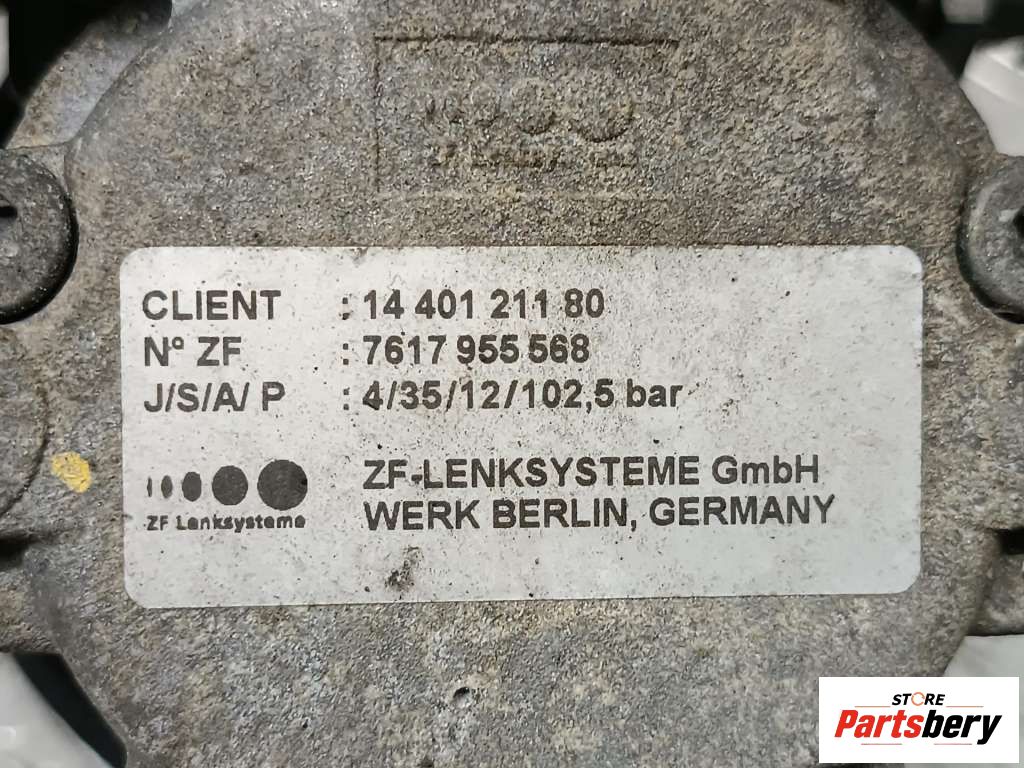 CLIENT : 14 401 211 80
Nº ZF : 7617 955 568
J/S/A/ P : 4/35/12/102,5 bar
ZF-LENKSYSTEME GmbH
ZF Lenksysteme
WERK BERLIN, GERMANY
STORE
Partsbery